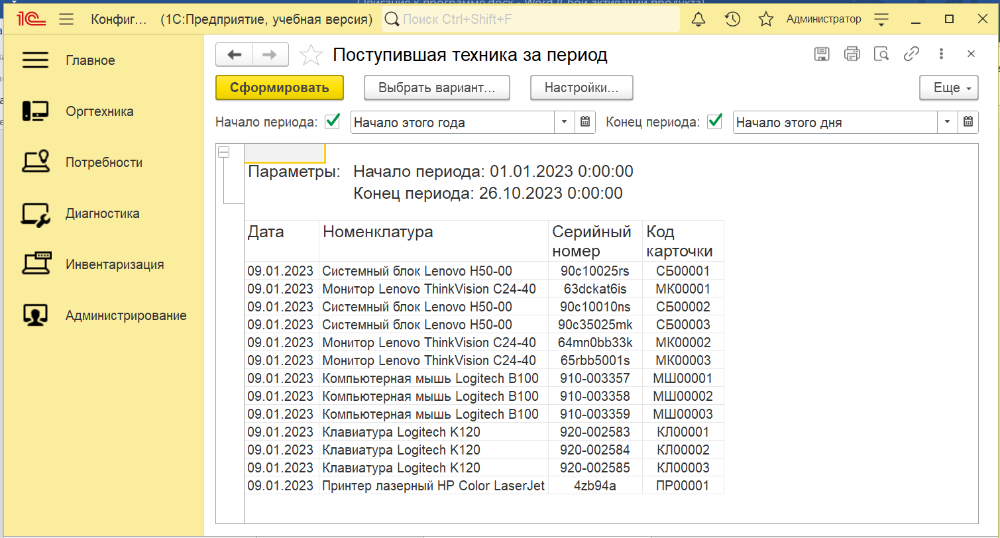 Описание к программе.docx - Word (Сбой активации продукта)
1С Конфиг... (1С:Предприятие, учебная версия) Поиск Ctrl+Shift+F Администратор
Главное
Оргтехника
Потребности
Диагностика
Инвентаризация
Администрирование
Поступившая техника за период
Сформировать Выбрать вариант... Настройки... Еще
Начало периода: Начало этого года Конец периода: Начало этого дня
Параметры: Начало периода: 01.01.2023 0:00:00
Конец периода: 26.10.2023 0:00:00
Дата Номенклатура Серийный номер Код карточки
09.01.2023 Системный блок Lenovo H50-00 90c10025rs СБ00001
09.01.2023 Монитор Lenovo ThinkVision C24-40 63dckat6is МК00001
09.01.2023 Системный блок Lenovo H50-00 90c10010ns СБ00002
09.01.2023 Системный блок Lenovo H50-00 90c35025mk СБ00003
09.01.2023 Монитор Lenovo ThinkVision C24-40 64mn0bb33k МК00002
09.01.2023 Монитор Lenovo ThinkVision C24-40 65rbb5001s МК00003
09.01.2023 Компьютерная мышь Logitech B100 910-003357 МШ00001
09.01.2023 Компьютерная мышь Logitech B100 910-003358 МШ00002
09.01.2023 Компьютерная мышь Logitech B100 910-003359 МШ00003
09.01.2023 Клавиатура Logitech K120 920-002583 КЛ00001
09.01.2023 Клавиатура Logitech K120 920-002584 КЛ00002
09.01.2023 Клавиатура Logitech K120 920-002585 КЛ00003
09.01.2023 Принтер лазерный HP Color LaserJet 4zb94a ПР00001